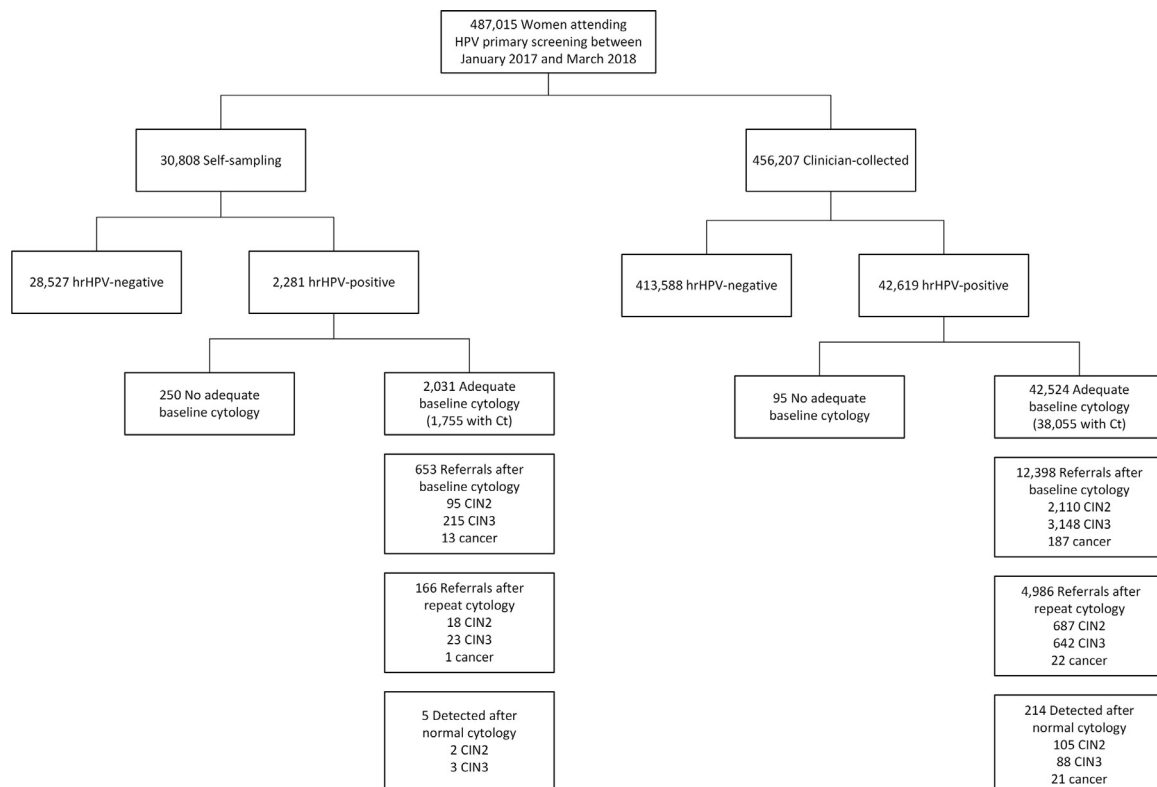 487,015 Women attending
HPV primary screening between
January 2017 and March 2018
30,808 Self-sampling
456,207 Clinician-collected
28,527 hrHPV-negative
2,281 hrHPV-positive
413,588 hrHPV-negative
42,619 hrHPV-positive
250 No adequate
baseline cytology
2,031 Adequate
baseline cytology
(1,755 with Ct)
95 No adequate
baseline cytology
42,524 Adequate
baseline cytology
(38,055 with Ct)
653 Referrals after
baseline cytology
95 CIN2
215 CIN3
13 cancer
12,398 Referrals after
baseline cytology
2,110 CIN2
3,148 CIN3
187 cancer
166 Referrals after
repeat cytology
18 CIN2
23 CIN3
1 cancer
4,986 Referrals after
repeat cytology
687 CIN2
642 CIN3
22 cancer
5 Detected after
normal cytology
2 CIN2
3 CIN3
214 Detected after
normal cytology
105 CIN2
88 CIN3
21 cancer